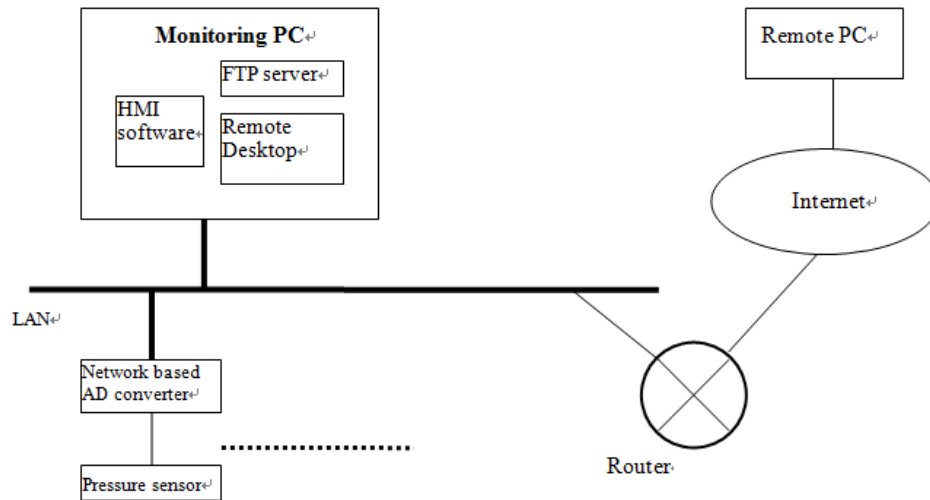 Monitoring PC↵
FTP server↵
HMI
software↵
Remote
Desktop↵
Remote PC↵
Internet↵
LAN↵
Network based
AD converter↵
Pressure sensor↵
Router↵